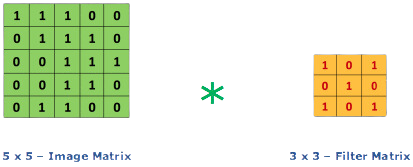 1 1 1 0 0
0 1 1 1 0
0 0 1 1 1
0 0 1 1 0
0 1 1 0 0
*
1 0 1
0 1 0
1 0 1
5 x 5 – Image Matrix
3 x 3 – Filter Matrix